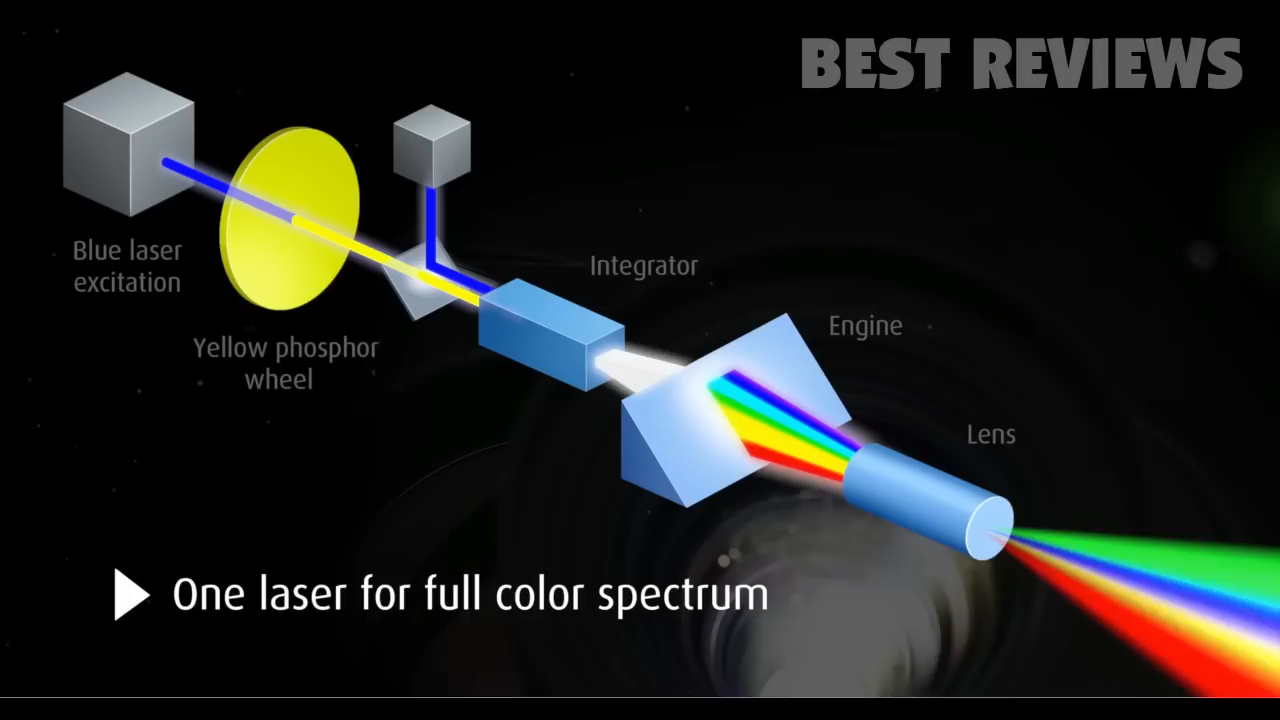 BEST REVIEWS
Blue laser
excitation
Yellow phosphor
wheel
Integrator
Engine
Lens
One laser for full color spectrum